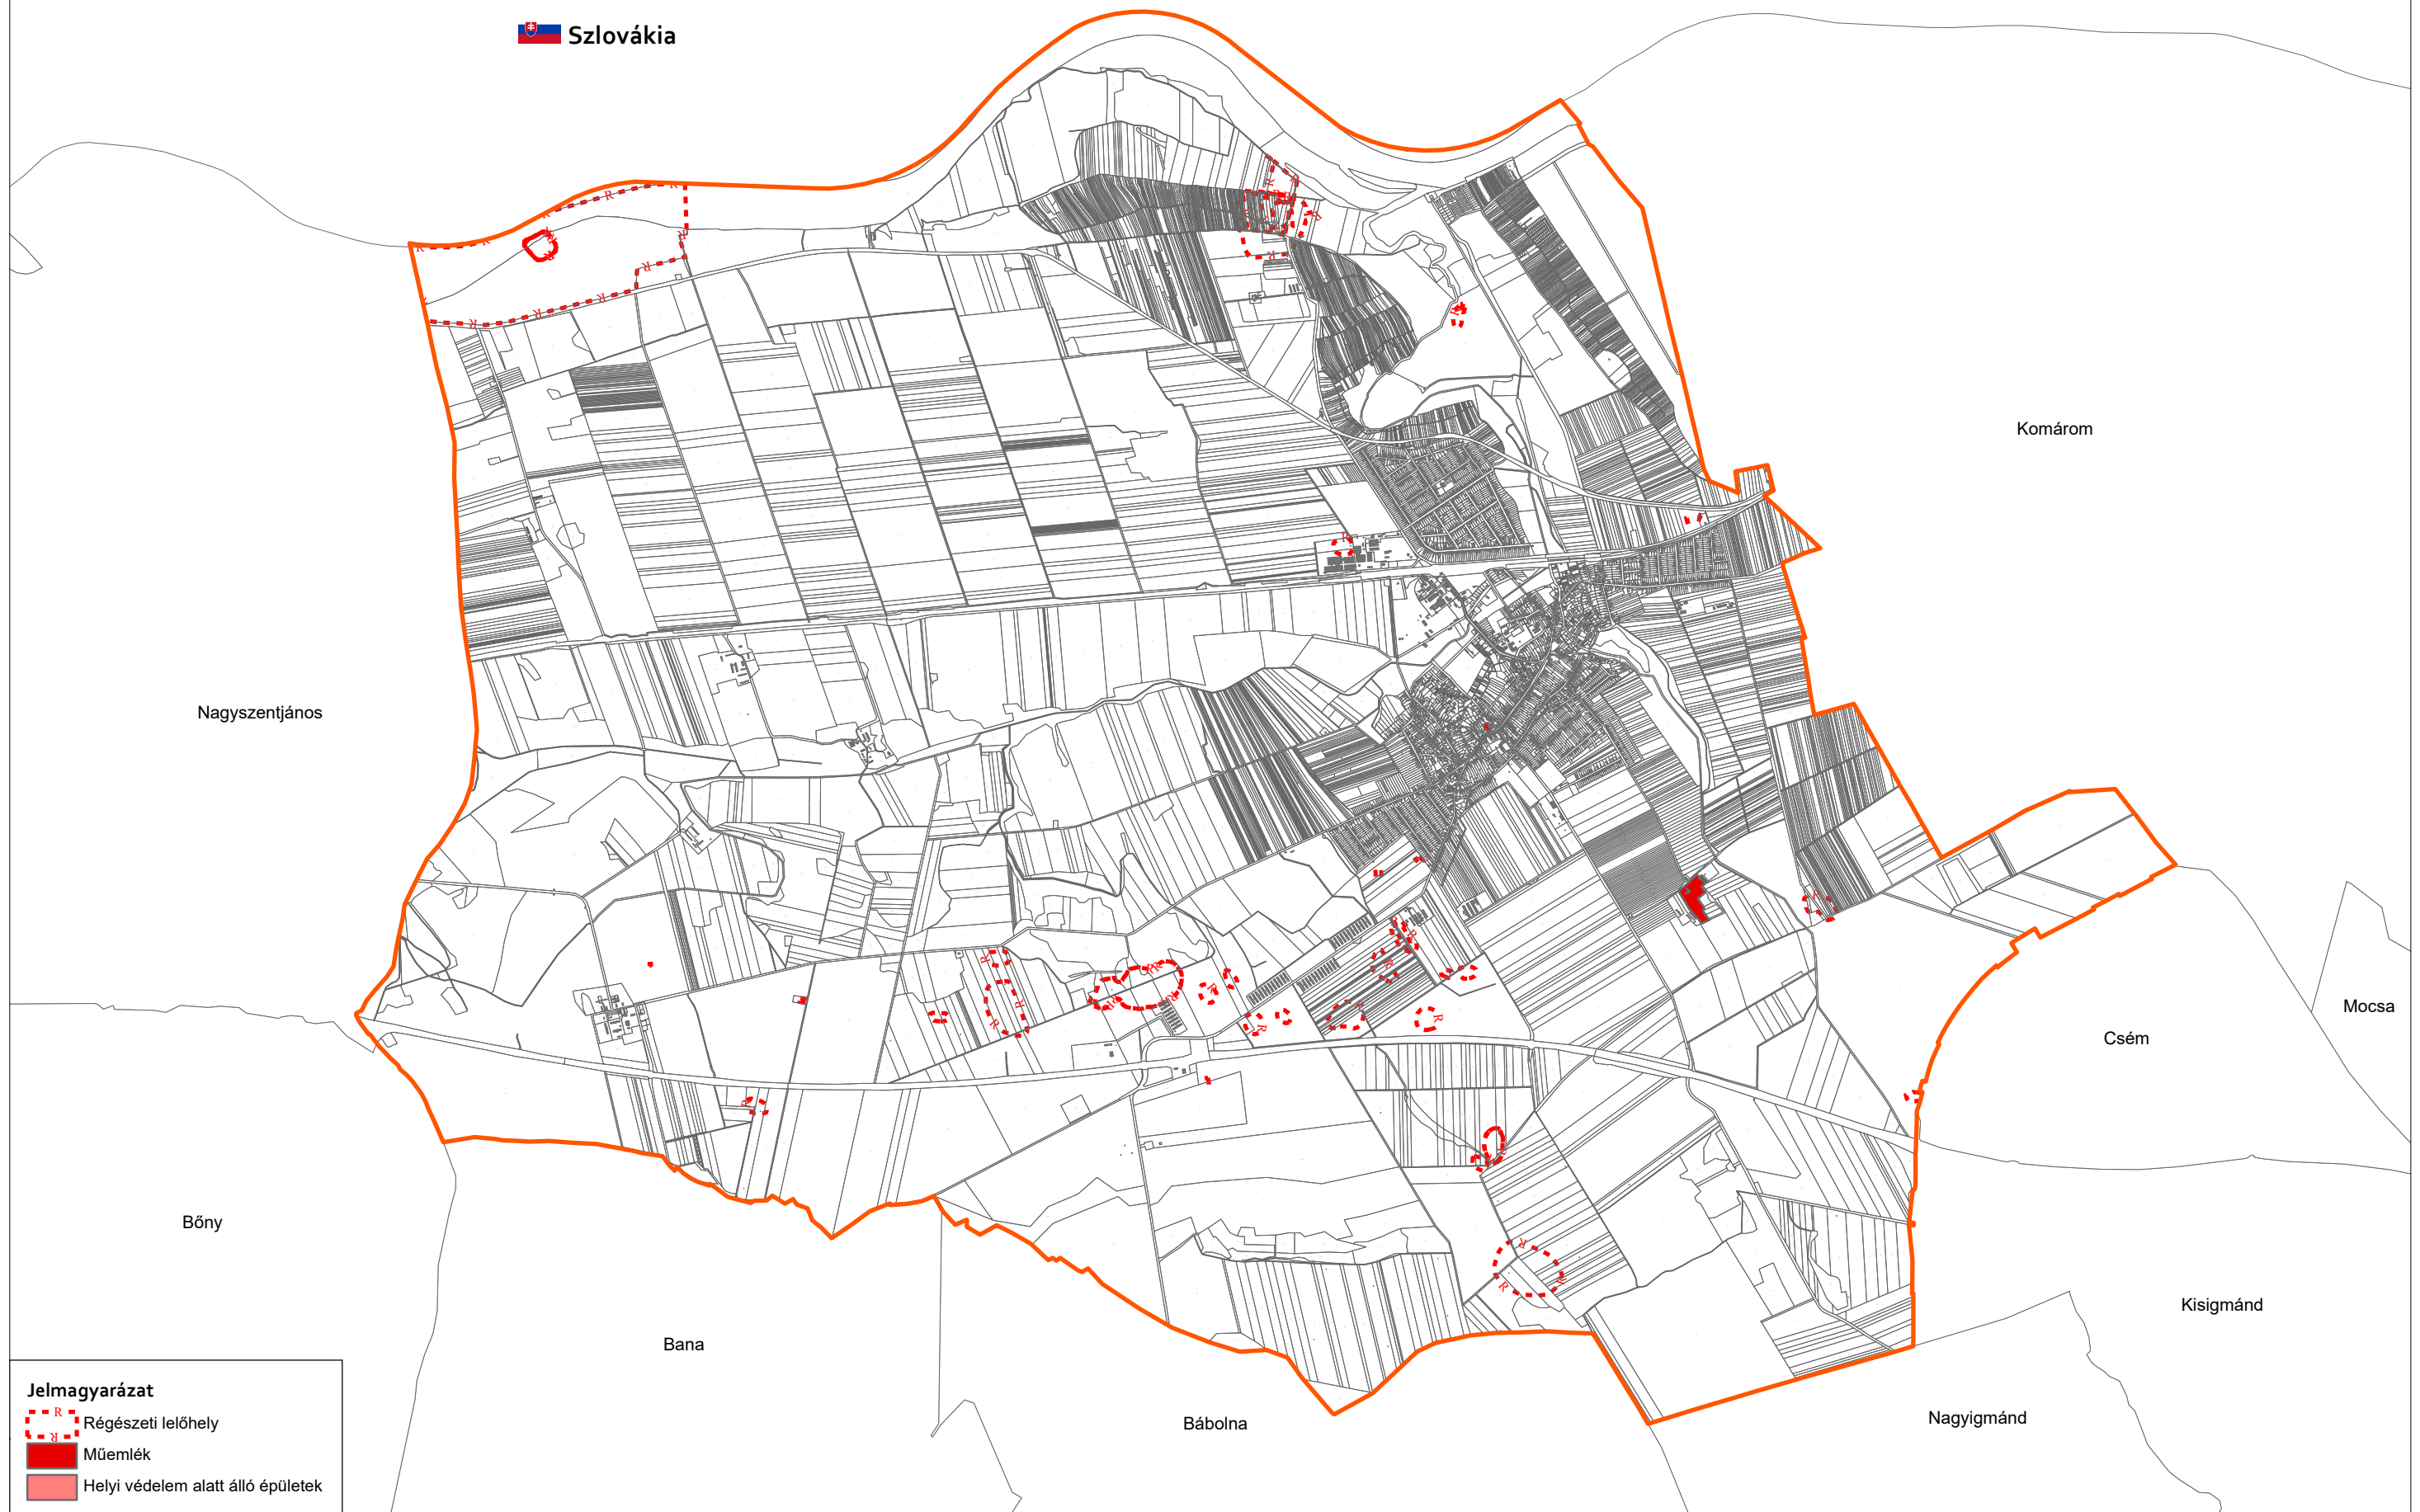 Szlovákia
Komárom
Nagyszentjános
Mocsa
Csém
Bőny
Kisigmánd
Bana
Nagyigmánd
Bábolna
Jelmagyarázat
R
Régészeti lelőhely
R
Műemlék
Helyi védelem alatt álló épületek